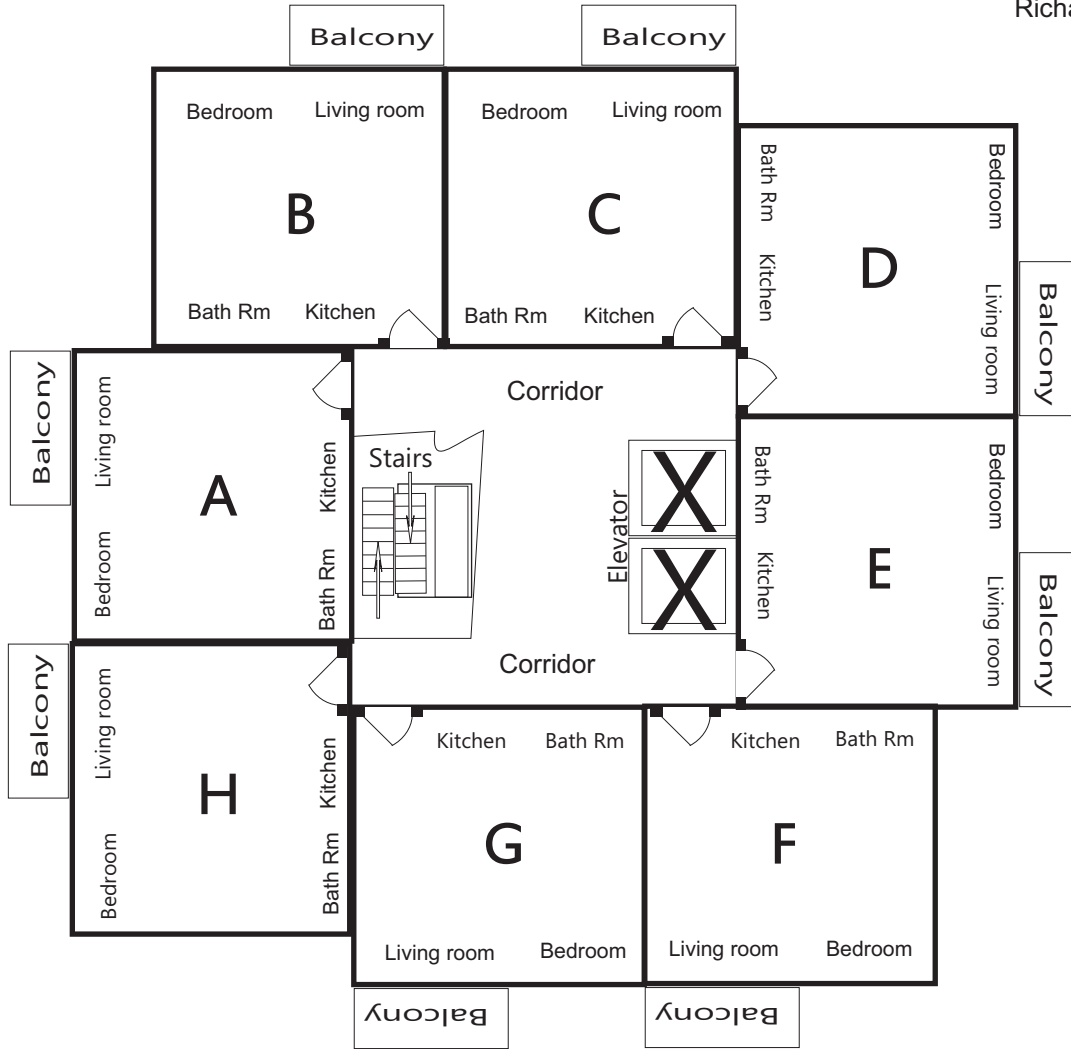 Richa
Balcony
Balcony
Bedroom
Living room
B
Bath Rm
Kitchen
Bedroom
Living room
C
Bath Rm
Kitchen
Bath Rm
Bedroom
D
Kitchen
Living room
Balcony
Balcony
Living room
A
Kitchen
Bedroom
Bath Rm
Corridor
Stairs
Elevator
X
X
Corridor
Bath Rm
Bedroom
E
Kitchen
Living room
Balcony
Balcony
Living room
H
Kitchen
Bedroom
Bath Rm
Kitchen
Bath Rm
G
Living room
Bedroom
Balcony
Kitchen
Bath Rm
F
Living room
Bedroom
Balcony